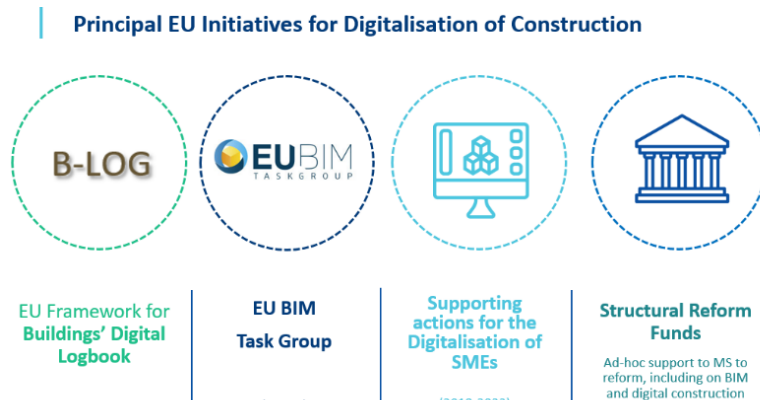 Principal EU Initiatives for Digitalisation of Construction
B-LOG
EUBIM
TASKGROUP
EU Framework for
Buildings’ Digital
Logbook
EU BIM
Task Group
Supporting
actions for the
Digitalisation of
SMEs
Structural Reform
Funds
Ad-hoc support to MS to
reform, including on BIM
and digital construction